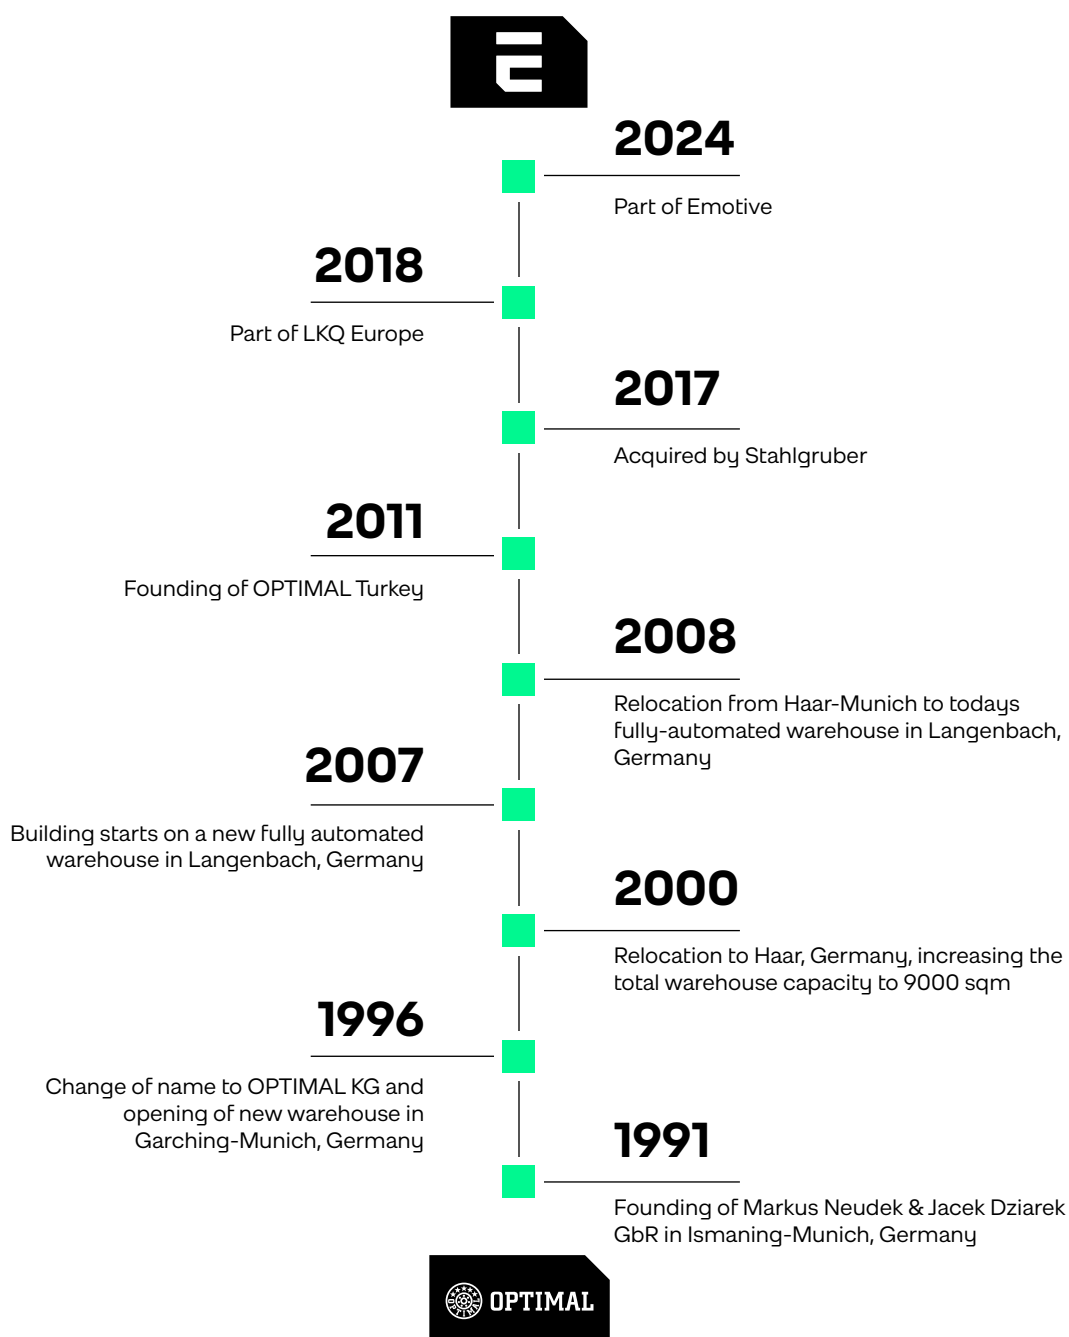 E
2024
Part of Emotive
2018
Part of LKQ Europe
2017
Acquired by Stahlgruber
2011
Founding of OPTIMAL Turkey
2008
Relocation from Haar-Munich to todays
fully-automated warehouse in Langenbach,
Germany
2007
Building starts on a new fully automated
warehouse in Langenbach, Germany
2000
Relocation to Haar, Germany, increasing the
total warehouse capacity to 9000 sqm
1996
Change of name to OPTIMAL KG and
opening of new warehouse in
Garching-Munich, Germany
1991
Founding of Markus Neudek & Jacek Dziarek
GbR in Ismaning-Munich, Germany
OPTIMAL
OPTIMAL